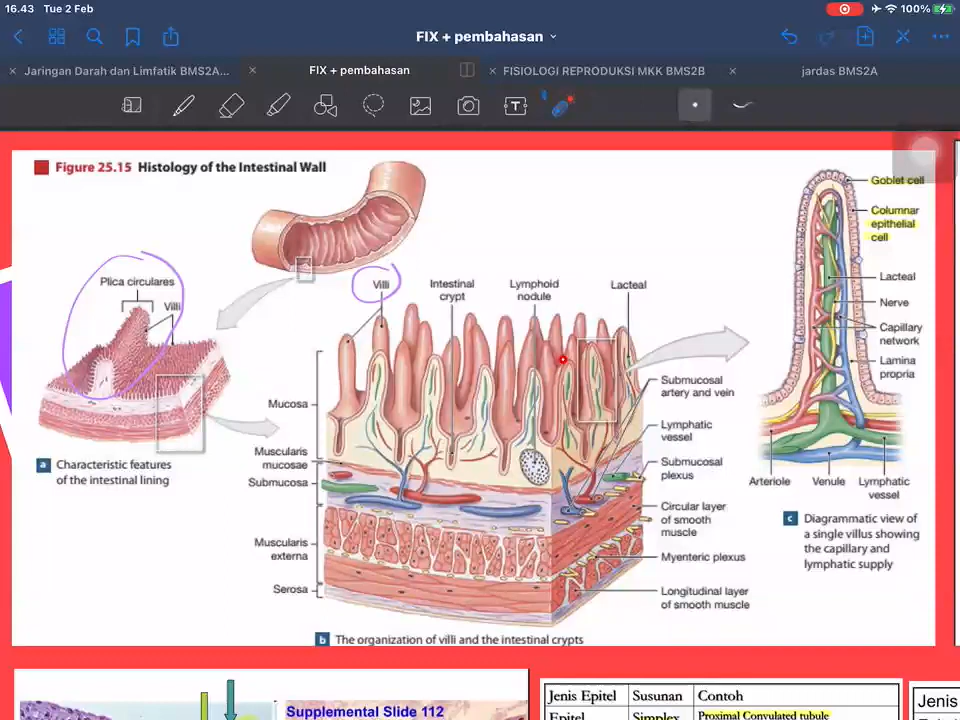 16.43 Tue 2 Feb
100%
FIX + pembahasan
Jaringan Darah dan Limfatik BMS2A...
FIX + pembahasan
FISIOLOGI REPRODUKSI MKK BMS2B
jardas BMS2A
T
Figure 25.15 Histology of the Intestinal Wall
Plica circulares
Villi
a Characteristic features
of the intestinal lining
Villi
Intestinal
crypt
Lymphoid
nodule
Lacteal
Mucosa
Muscularis
mucosae
Submucosa
Muscularis
externa
Serosa
Submucosal
artery and vein
Lymphatic
vessel
Submucosal
plexus
Circular layer
of smooth
muscle
Myenteric plexus
Longitudinal layer
of smooth muscle
b The organization of villi and the intestinal crypts
Goblet cell
Columnar
epithelial
cell
Lacteal
Nerve
Capillary
network
Lamina
propria
Arteriole
Venule
Lymphatic
vessel
c Diagrammatic view of
a single villus showing
the capillary and
lymphatic supply
Supplemental Slide 112
Jenis Epitel Susunan Contoh
Epitel Simplex Proximal Convulated tubule
Jenis